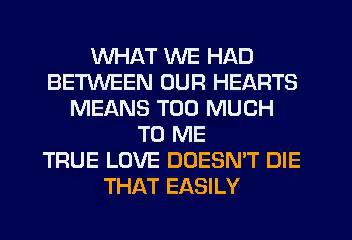 WHAT WE HAD
BETWEEN OUR HEARTS
MEANS TOO MUCH
TO ME
TRUE LOVE DOESN'T DIE
THAT EASILY